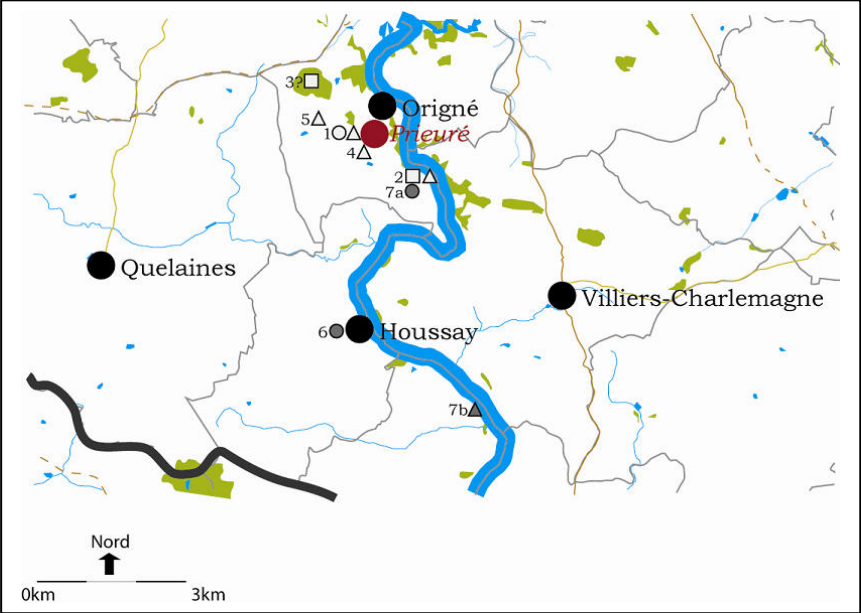 3?
Origné
5
1
Prieuré
4
2
7a
Quelaines
Villiers-Charlemagne
6
Houssay
7b
Nord
0km 3km